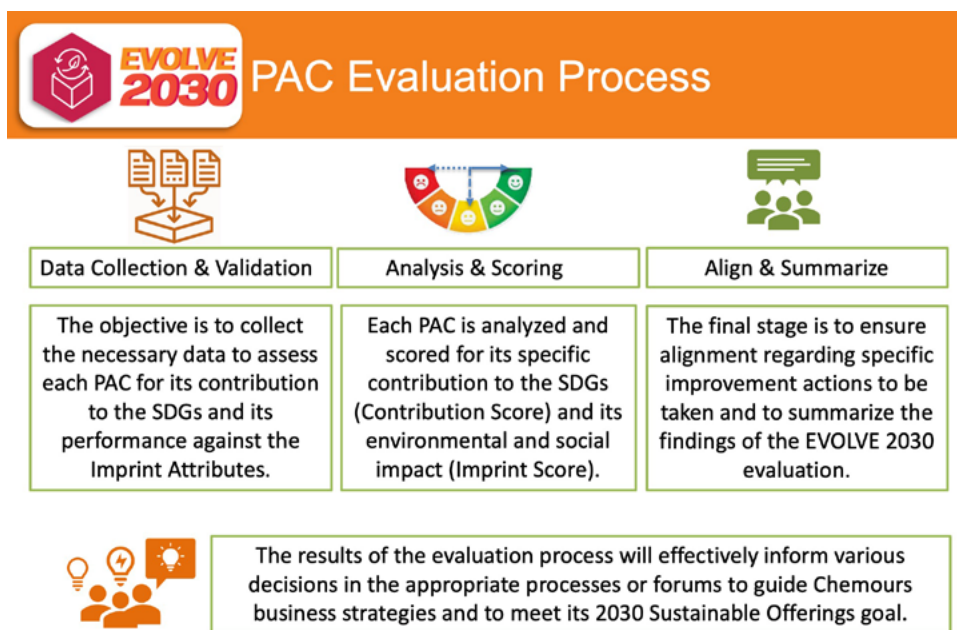 EVOLVE
2030
PAC Evaluation Process
Data Collection & Validation
The objective is to collect
the necessary data to assess
each PAC for its contribution
to the SDGs and its
performance against the
Imprint Attributes.
Analysis & Scoring
Each PAC is analyzed and
scored for its specific
contribution to the SDGs
(Contribution Score) and its
environmental and social
impact (Imprint Score).
Align & Summarize
The final stage is to ensure
alignment regarding specific
improvement actions to be
taken and to summarize the
findings of the EVOLVE 2030
evaluation.
The results of the evaluation process will effectively inform various
decisions in the appropriate processes or forums to guide Chemours
business strategies and to meet its 2030 Sustainable Offerings goal.